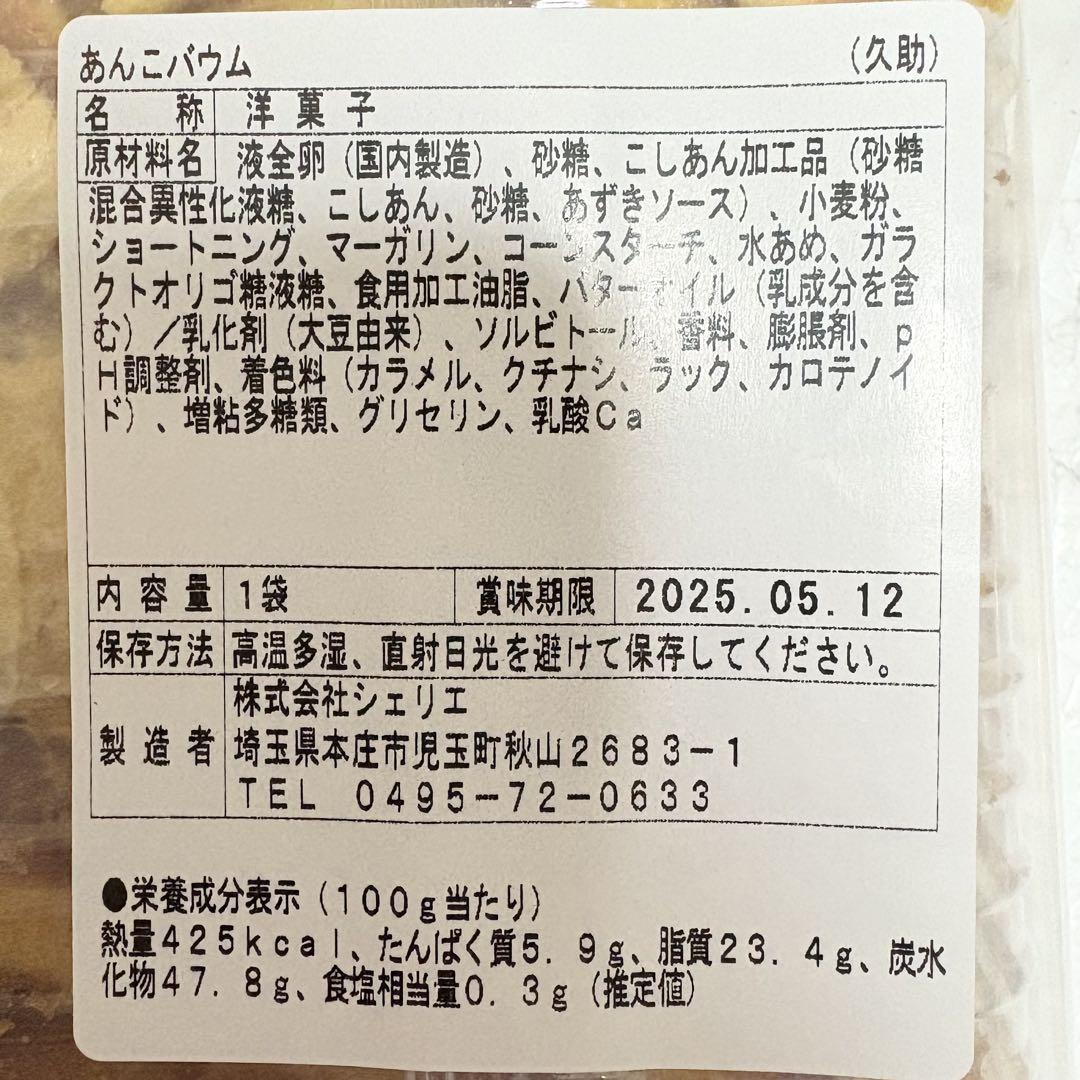 あんこバウム （久助）
名称 洋菓子
原材料名 液全卵（国内製造）、砂糖、こしあん加工品（砂糖
混合異性化液糖、こしあん、砂糖、あずきソース）、小麦粉、
ショートニング、マーガリン、コーンスターチ、水あめ、ガラ
クトオリゴ糖液糖、食用加工油脂、バターオイル（乳成分を含
む）／乳化剤（大豆由来）、ソルビトール、香料、膨脹剤、ｐ
Ｈ調整剤、着色料（カラメル、クチナシ、ラック、カロテノイ
ド）、増粘多糖類、グリセリン、乳酸Ｃａ
内容量 １袋 賞味期限 2025.05.12
保存方法 高温多湿、直射日光を避けて保存してください。
製造者 株式会社シェリエ
埼玉県本庄市児玉町秋山２６８３－１
ＴＥＬ ０４９５－７２－０６３３
●栄養成分表示（１００ｇ当たり）
熱量４２５ｋｃａｌ、たんぱく質５．９ｇ、脂質２３．４ｇ、炭水
化物４７．８ｇ、食塩相当量０．３ｇ（推定値）